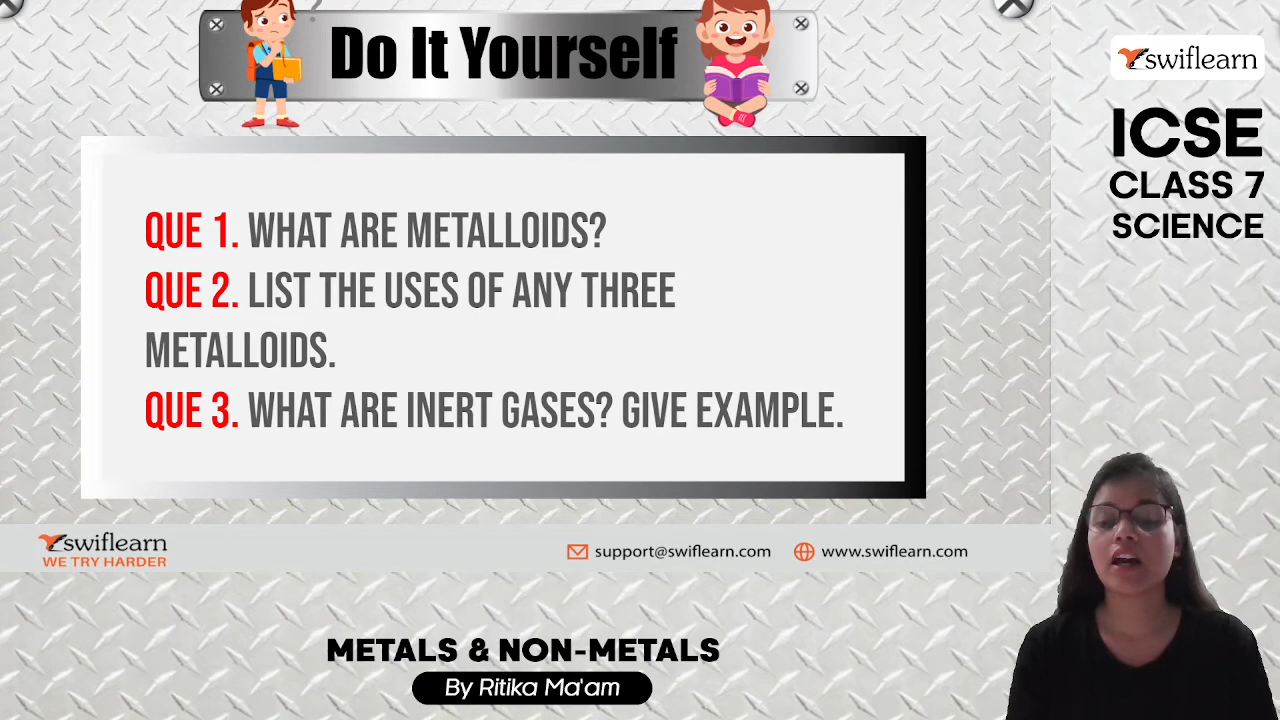 Do It Yourself
swiflearn
ICSE
CLASS 7
SCIENCE
QUE 1. WHAT ARE METALLOIDS?
QUE 2. LIST THE USES OF ANY THREE
METALLOIDS.
QUE 3. WHAT ARE INERT GASES? GIVE EXAMPLE.
swiflearn
WE TRY HARDER
support@swiflearn.com
www.swiflearn.com
METALS & NON-METALS
By Ritika Ma'am